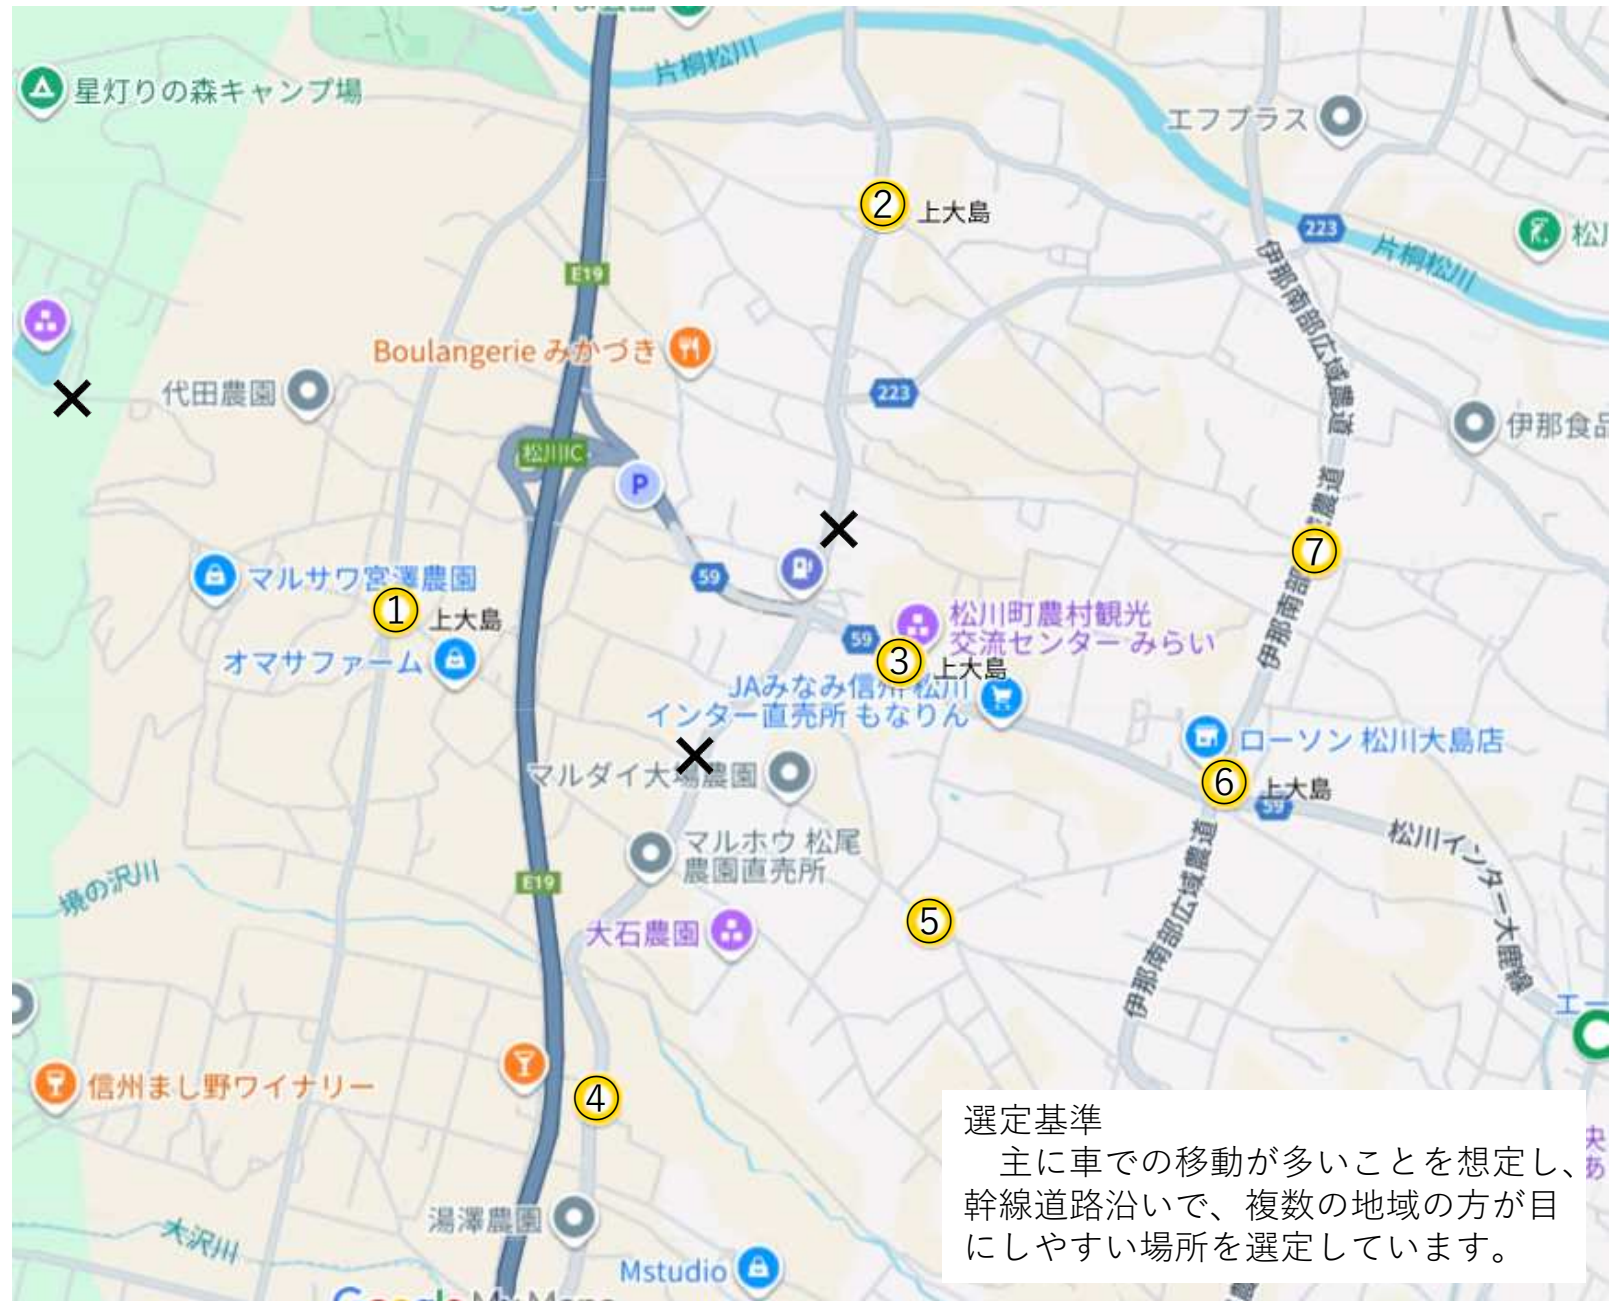 片桐松川
星灯りの森キャンプ場
エフプラス
②
上大島
223
片桐松川
E19
伊那南部広域農道
Boulangerie みかづき
代田農園
223
伊那食品
松川IC
P
農道
⑦
マルサワ宮澤農園
59
①
上大島
松川町農村観光
交流センター みらい
59
伊那南部
オマサファーム
③
上大島
JAみなみ信州 松川
インター直売所 もなりん
ローソン 松川大島店
マルダイ大場農園
⑥
上大島
59
マルホウ 松尾
農園直売所
松川インター大鹿線
境の沢川
E19
伊那南部広域農道
大石農園
⑤
信州まし野ワイナリー
④
選定基準
主に車での移動が多いことを想定し、
幹線道路沿いで、複数の地域の方が目
にしやすい場所を選定しています。
湯澤農園
大沢川
Mstudio